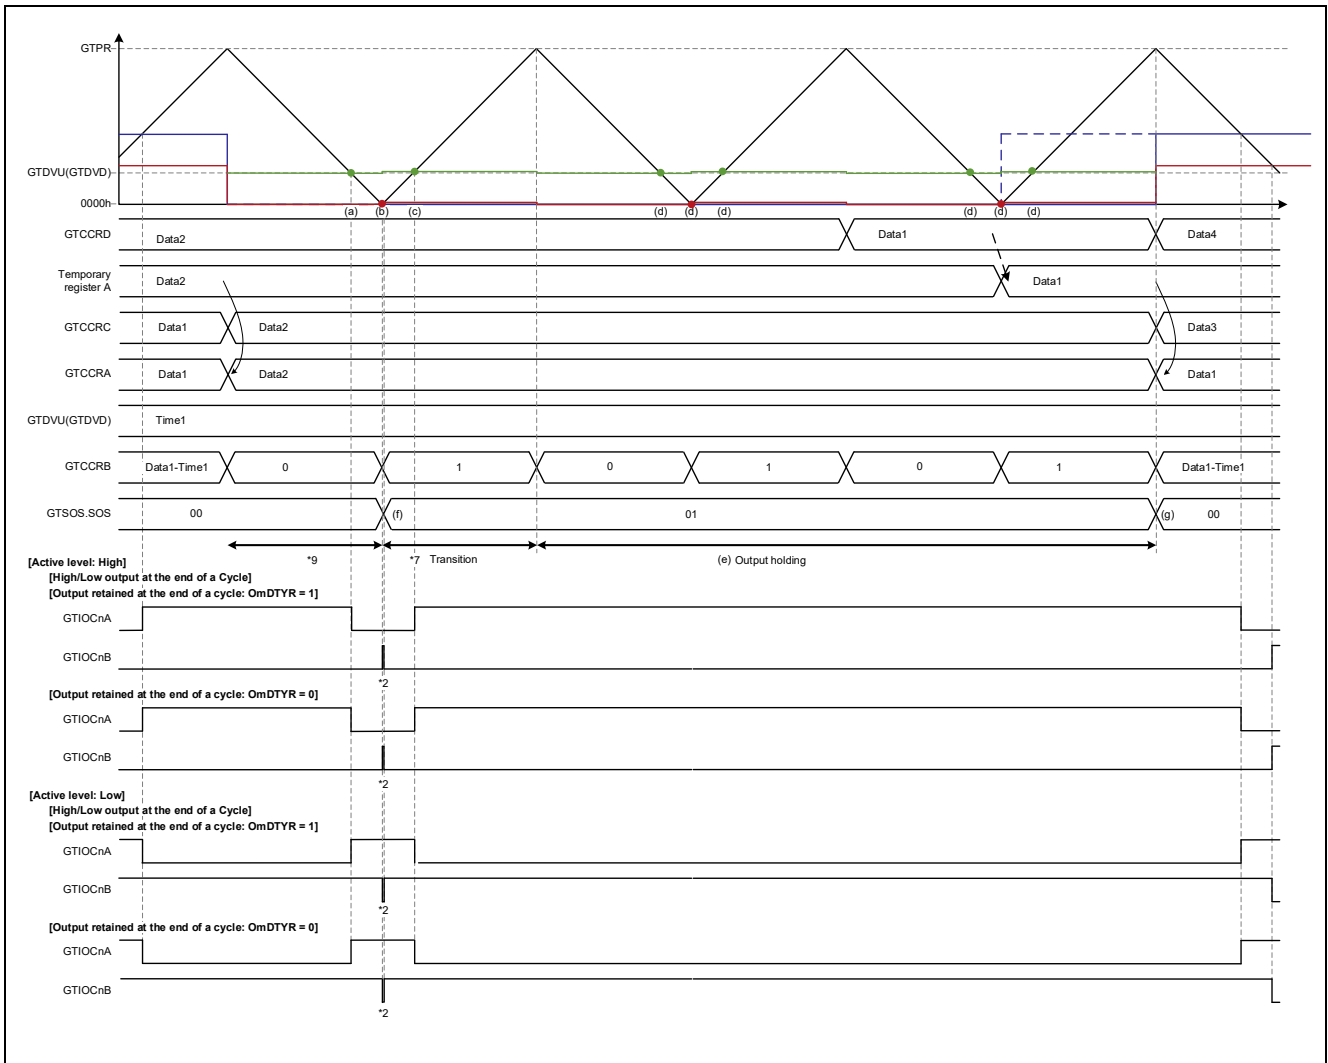 GTPR
GTDVU(GTDVD)
0000h
(a) (b) (c) (d) (d) (d) (d) (d) (d)
GTCCRD Data2 Data1 Data4
Temporary register A Data2 Data1
GTCCRC Data1 Data2 Data3
GTCCRA Data1 Data2 Data1
GTDVU(GTDVD) Time1
GTCCRB Data1-Time1 0 1 0 1 0 1 Data1-Time1
GTSOS.SOS 00 (f) 01 (g) 00
*9 *7 Transition (e) Output holding
[Active level: High]
[High/Low output at the end of a Cycle]
[Output retained at the end of a cycle: OmDTYR = 1]
GTIOCnA
GTIOCnB
*2
[Output retained at the end of a cycle: OmDTYR = 0]
GTIOCnA
GTIOCnB
*2
[Active level: Low]
[High/Low output at the end of a Cycle]
[Output retained at the end of a cycle: OmDTYR = 1]
GTIOCnA
GTIOCnB
*2
[Output retained at the end of a cycle: OmDTYR = 0]
GTIOCnA
GTIOCnB
*2